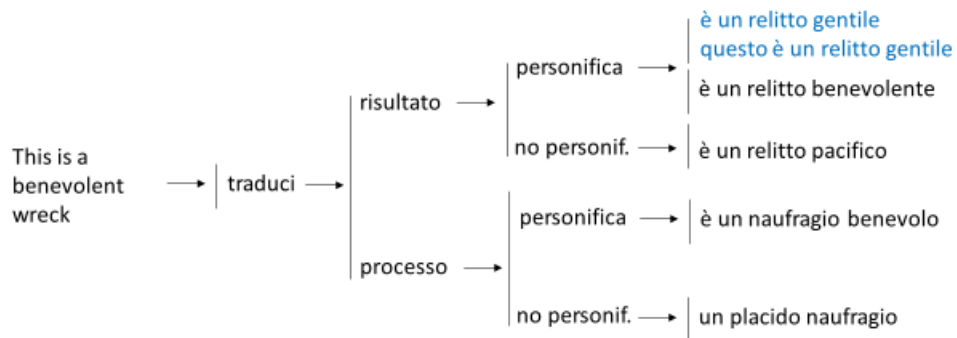 This is a
benevolent
wreck
traduci
risultato
personifica
è un relitto gentile
questo è un relitto gentile
è un relitto benevolente
no personif.
è un relitto pacifico
processo
personifica
è un naufragio benevolo
no personif.
un placido naufragio